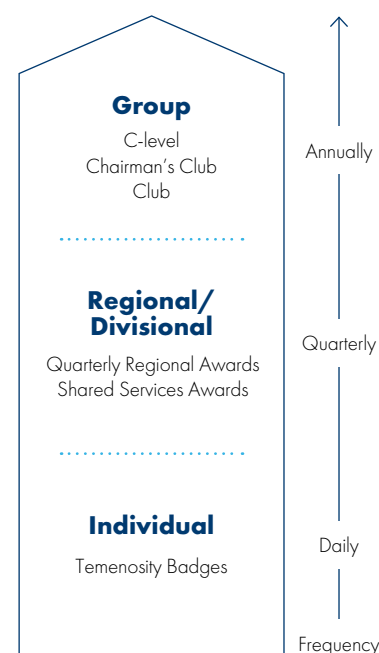 Group
C-level
Chairman's Club
Club
Annually
Regional/
Divisional
Quarterly Regional Awards
Shared Services Awards
Quarterly
Individual
Temenosity Badges
Daily
Frequency